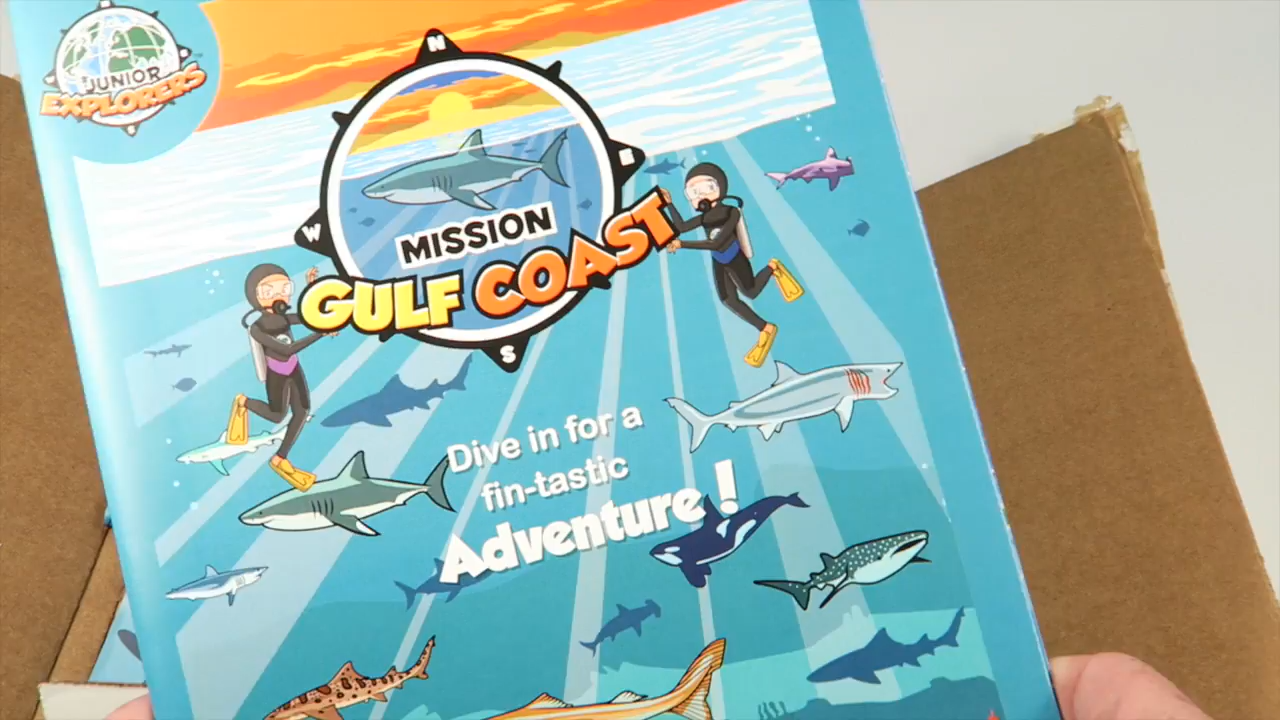 JUNIOR
EXPLORERS
N
E
W
S
MISSION
GULF COAST
Dive in for a
fin-tastic
Adventure!